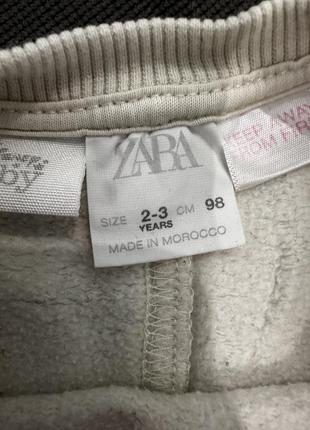 ZARA
SIZE 2-3 YEARS CM 98
MADE IN MOROCCO
KEEP AWAY
FROM FIR